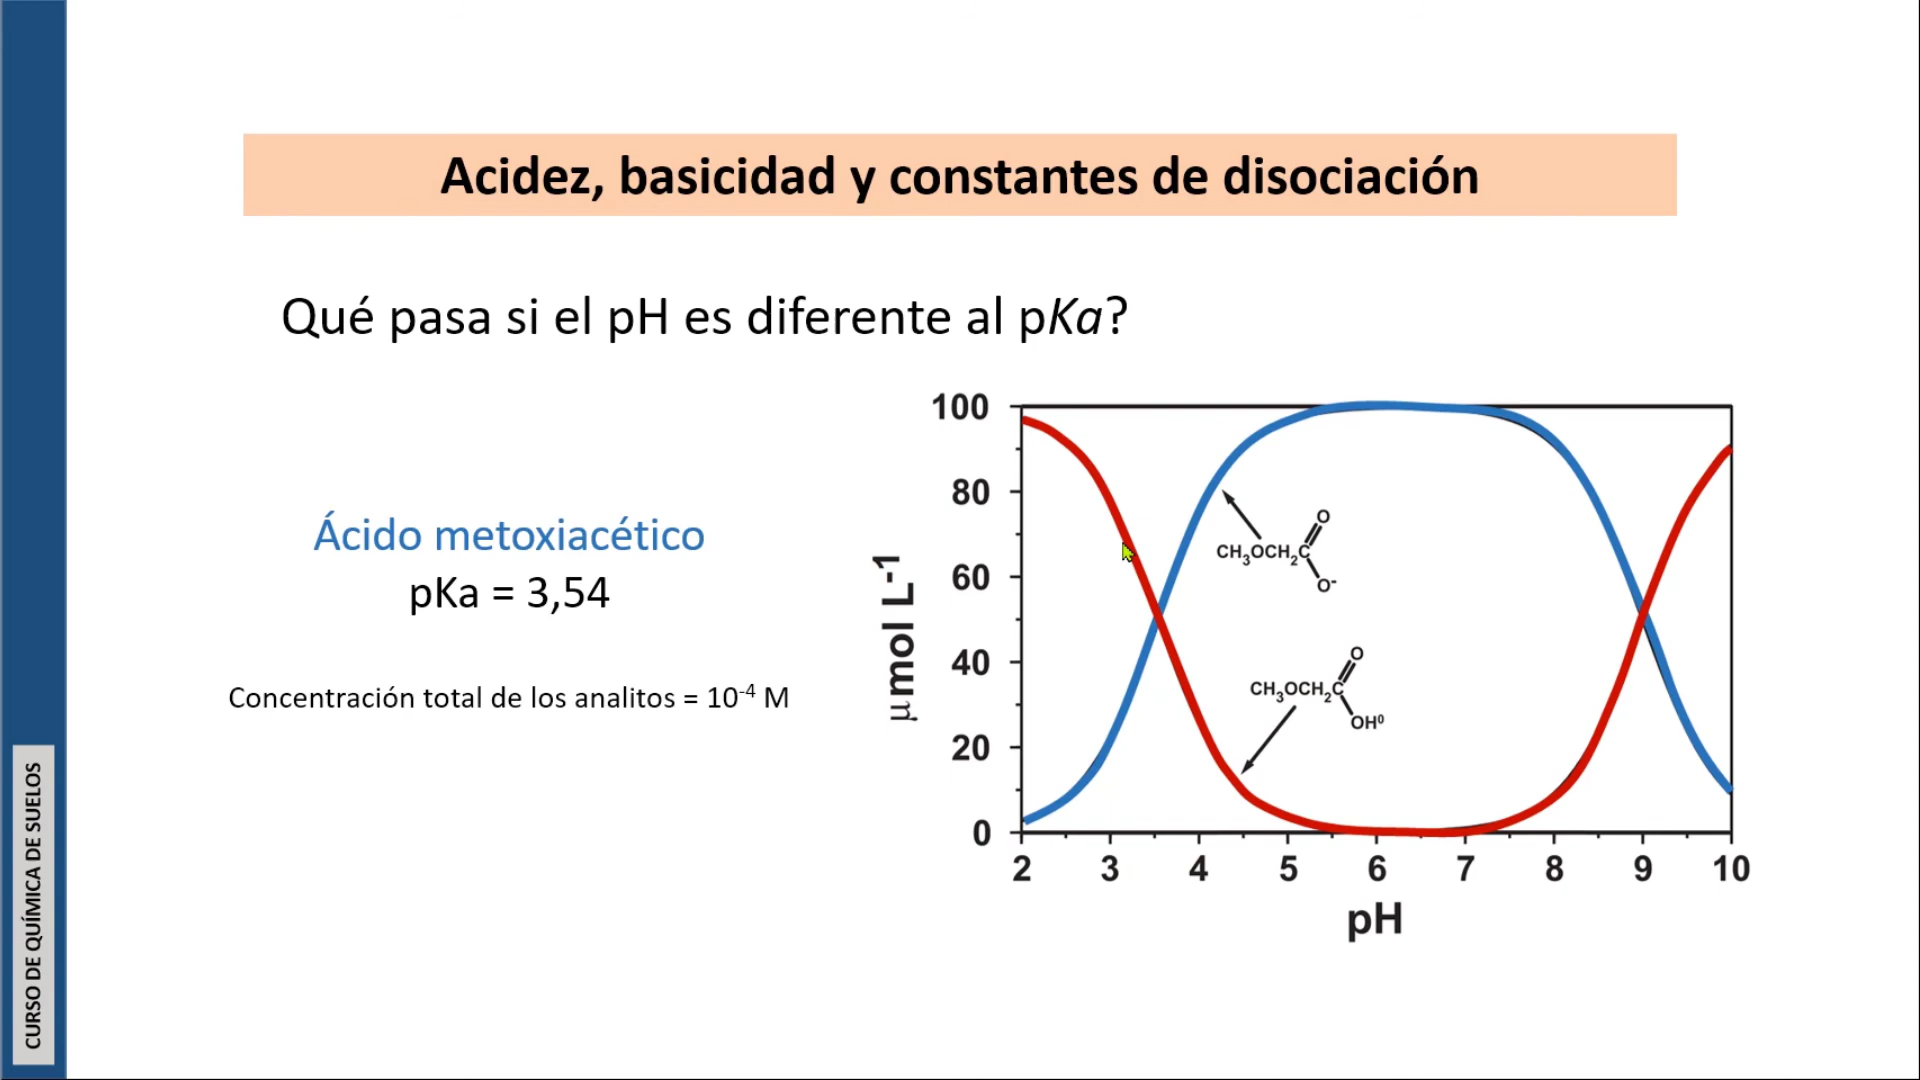 Acidez, basicidad y constantes de disociación
Qué pasa si el pH es diferente al pKa?
Ácido metoxiacético
pKa = 3,54
Concentración total de los analitos = 10⁻⁴ M
100
80
60
40
20
0
μmol L⁻¹
2 3 4 5 6 7 8 9 10
pH
O
CH₃OCH₂C
O⁻
O
CH₃OCH₂C
OH⁰
CURSO DE QUÍMICA DE SUELOS